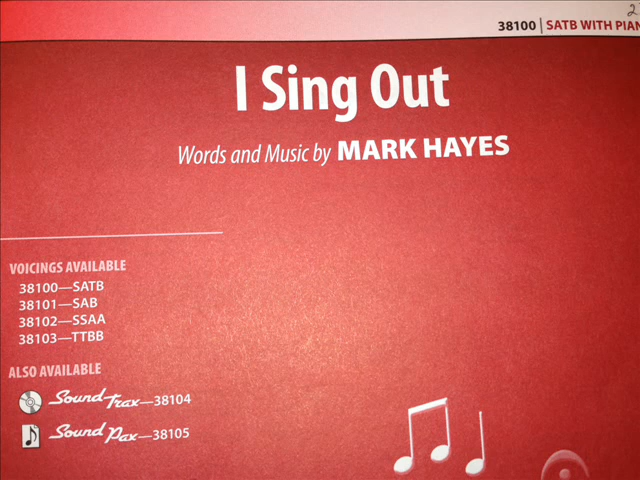 2
38100 | SATB WITH PIAN
I Sing Out
Words and Music by MARK HAYES
VOICINGS AVAILABLE
38100—SATB
38101—SAB
38102—SSAA
38103—TTBB
ALSO AVAILABLE
SoundTrax—38104
SoundPax—38105